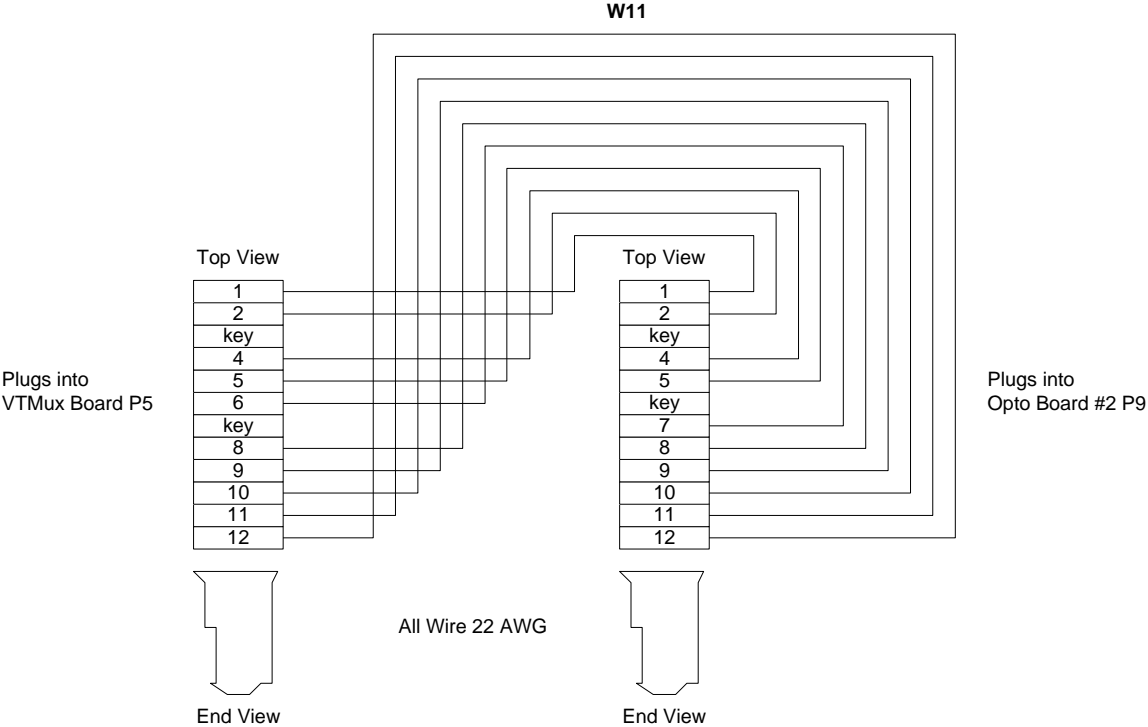 W11
Top View
1
2
key
4
5
6
key
8
9
10
11
12
Top View
1
2
key
4
5
key
7
8
9
10
11
12
Plugs into
VTMux Board P5
Plugs into
Opto Board #2 P9
All Wire 22 AWG
End View
End View